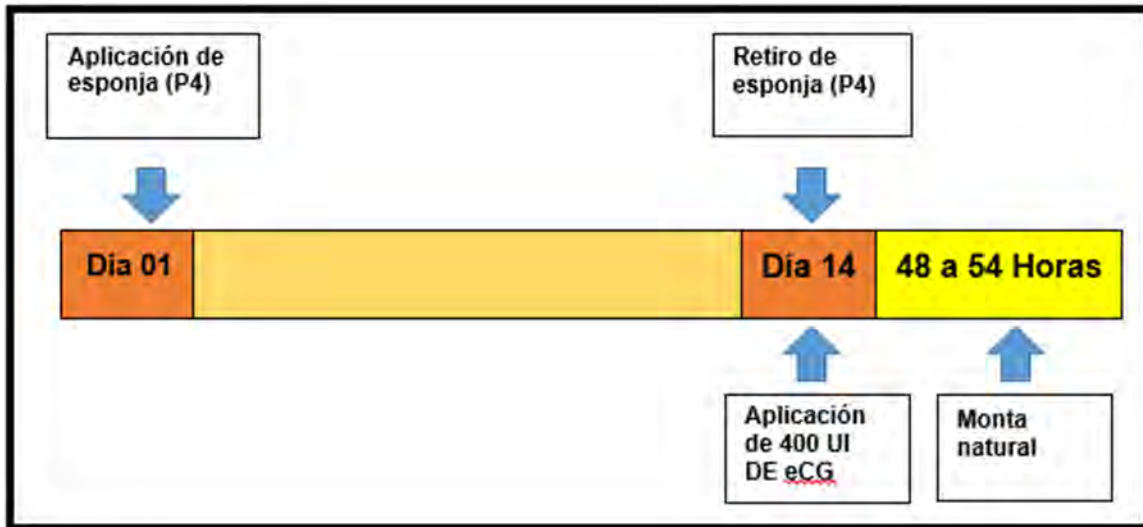 Aplicación de
esponja (P4)
Retiro de
esponja (P4)
Dia 01
Día 14
48 a 54 Horas
Aplicación
de 400 UI
DE eCG
Monta
natural